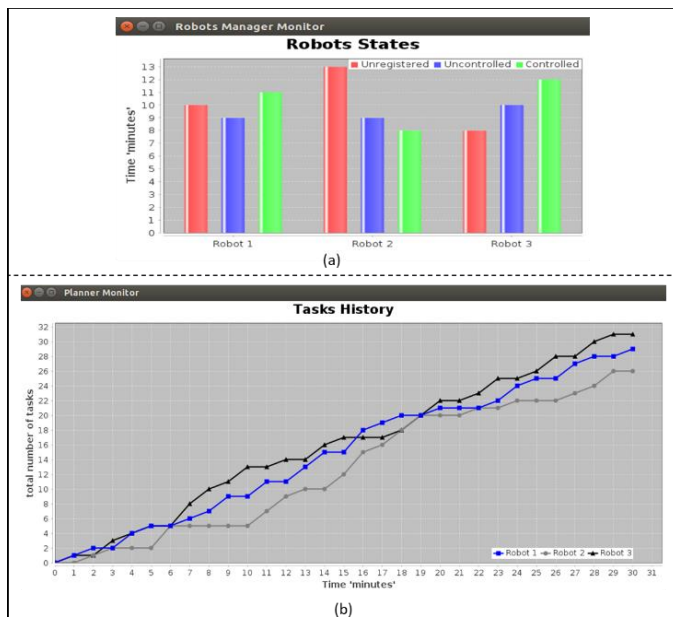 Robots Manager Monitor
Robots States
Unregistered Uncontrolled Controlled
13
12
11
10
9
8
7
6
5
4
3
2
1
0
Time 'minutes'
Robot 1 Robot 2 Robot 3
(a)
Planner Monitor
Tasks History
32
30
28
26
24
22
20
18
16
14
12
10
8
6
4
2
0
total number of tasks
Robot 1 Robot 2 Robot 3
0 1 2 3 4 5 6 7 8 9 10 11 12 13 14 15 16 17 18 19 20 21 22 23 24 25 26 27 28 29 30 31
Time 'minutes'
(b)